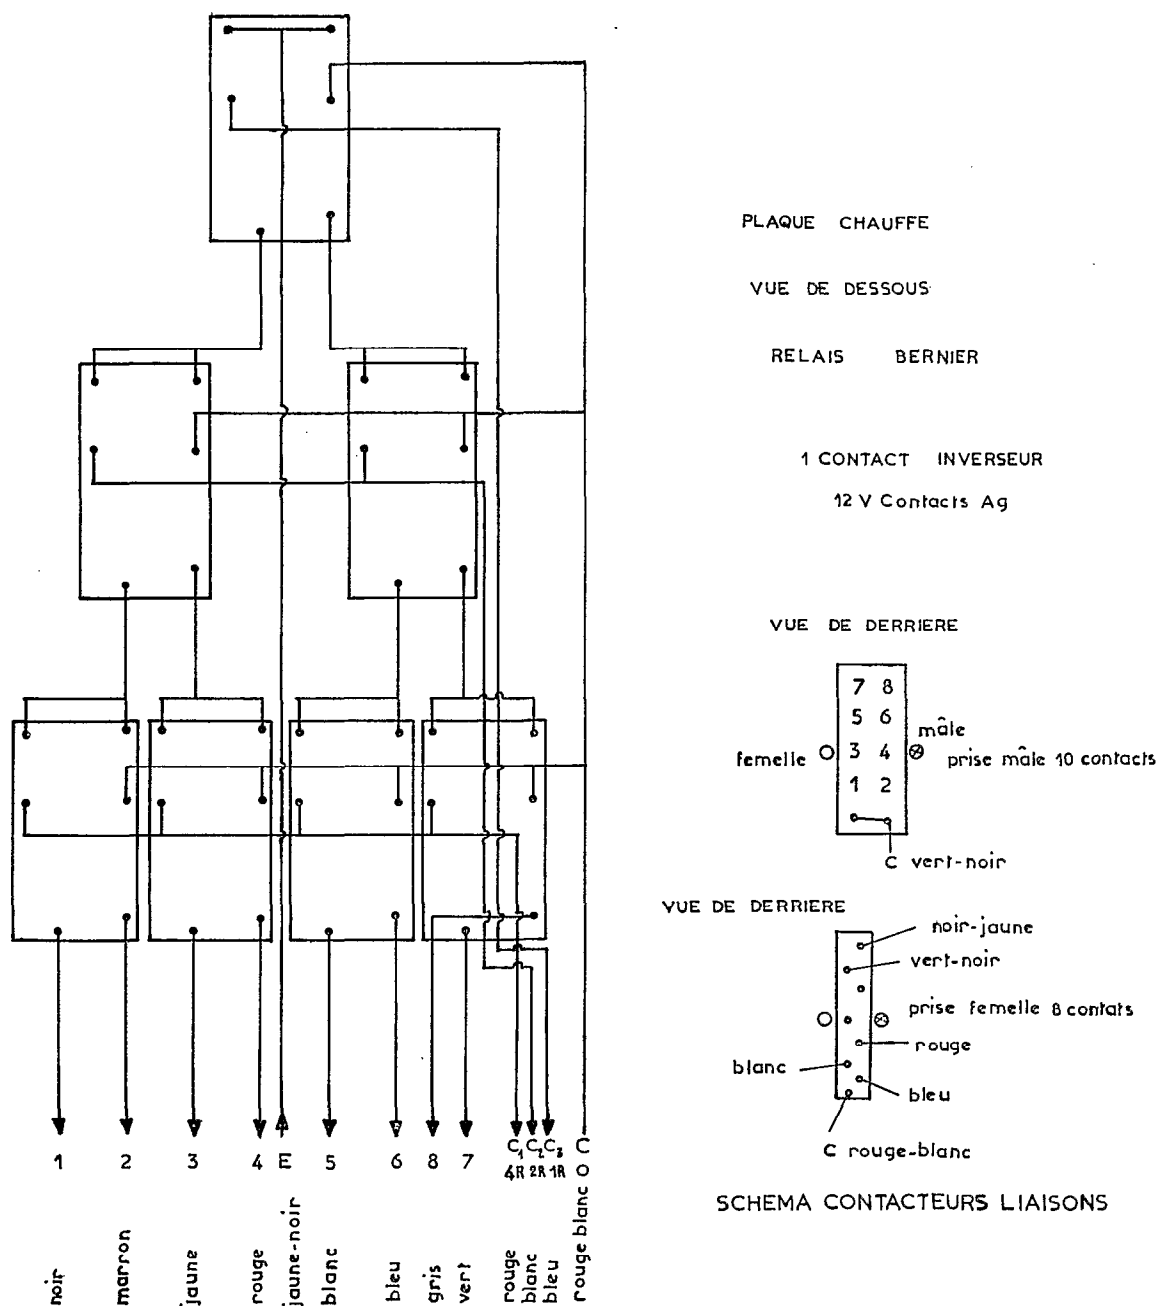 PLAQUE CHAUFFE
VUE DE DESSOUS
RELAIS BERNIER
1 CONTACT INVERSEUR
12 V Contacts Ag
VUE DE DERRIERE
7 8
5 6
mâle
femelle 3 4 prise mâle 10 contacts
1 2
C vert-noir
VUE DE DERRIERE
noir-jaune
vert-noir
prise femelle 8 contats
rouge
blanc
bleu
C rouge-blanc
SCHEMA CONTACTEURS LIAISONS
1 2 3 4 E 5 6 8 7 C1 C2 C3 C
4R 2R 1R O
noir
marron
jaune
rouge
jaune-noir
blanc
bleu
gris
vert
rouge
blanc
bleu
rouge blanc